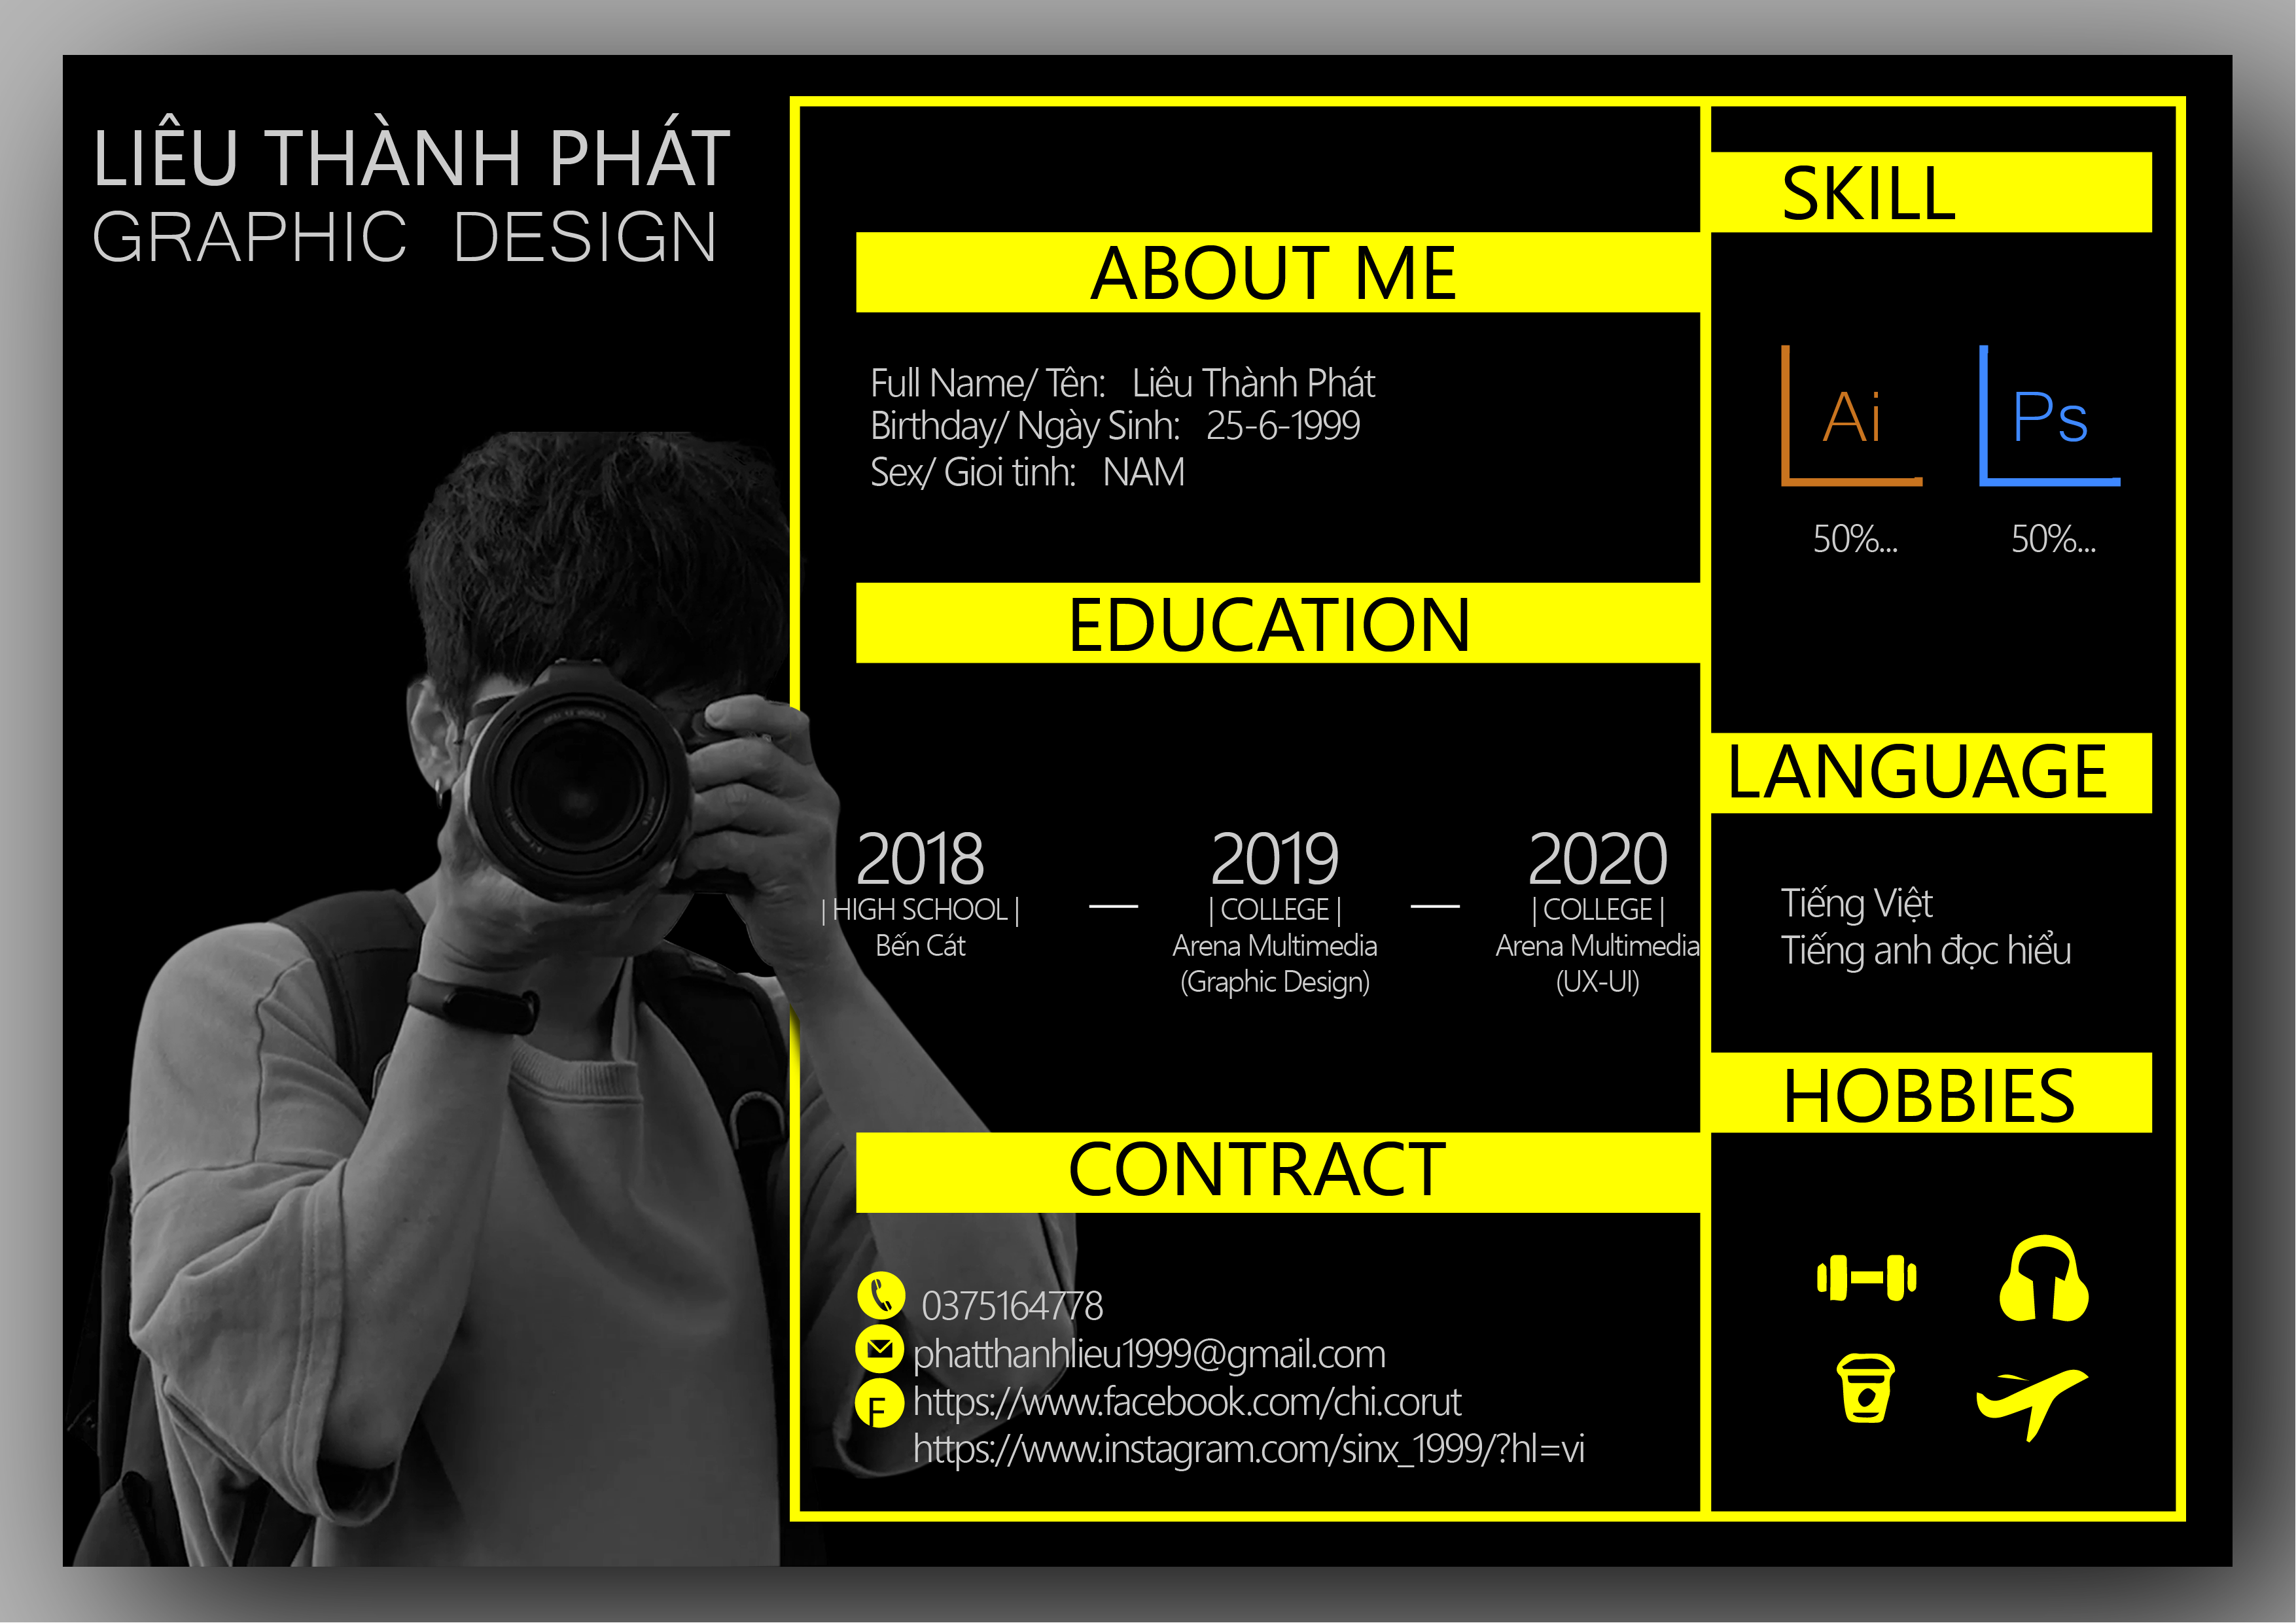 LIÊU THÀNH PHÁT
GRAPHIC DESIGN
ABOUT ME
Full Name/ Tên: Liêu Thành Phát
Birthday/ Ngày Sinh: 25-6-1999
Sex/ Gioi tinh: NAM
EDUCATION
2018
| HIGH SCHOOL |
Bến Cát
—
2019
| COLLEGE |
Arena Multimedia
(Graphic Design)
—
2020
| COLLEGE |
Arena Multimedia
(UX-UI)
CONTRACT
0375164778
phatthanhlieu1999@gmail.com
F https://www.facebook.com/chi.corut
https://www.instagram.com/sinx_1999/?hl=vi
SKILL
Ai
50%...
Ps
50%...
LANGUAGE
Tiếng Việt
Tiếng anh đọc hiểu
HOBBIES